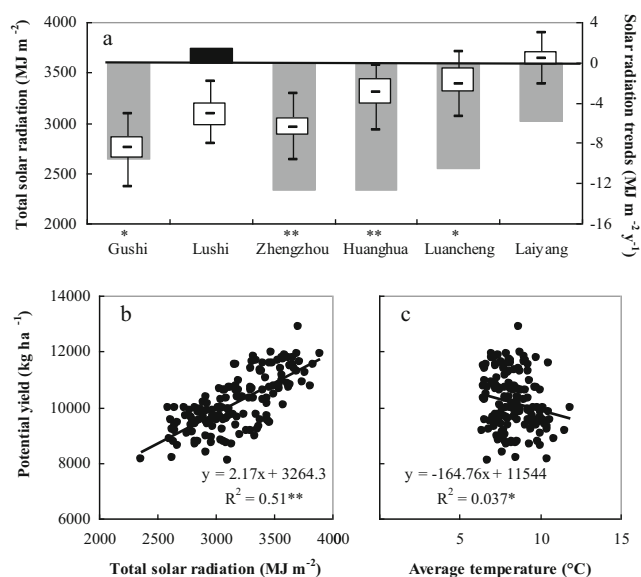 a
4000
3500
3000
2500
2000
Total solar radiation (MJ m⁻²)
4
0
-4
-8
-12
-16
Solar radiation trends (MJ m⁻² y⁻¹)
* ** ** *
Gushi Lushi Zhengzhou Huanghua Luancheng Laiyang
b
14000
12000
10000
8000
6000
Potential yield (kg ha⁻¹)
y = 2.17x + 3264.3
R² = 0.51**
2000 2500 3000 3500 4000
Total solar radiation (MJ m⁻²)
c
y = -164.76x + 11544
R² = 0.037*
0 5 10 15
Average temperature (°C)